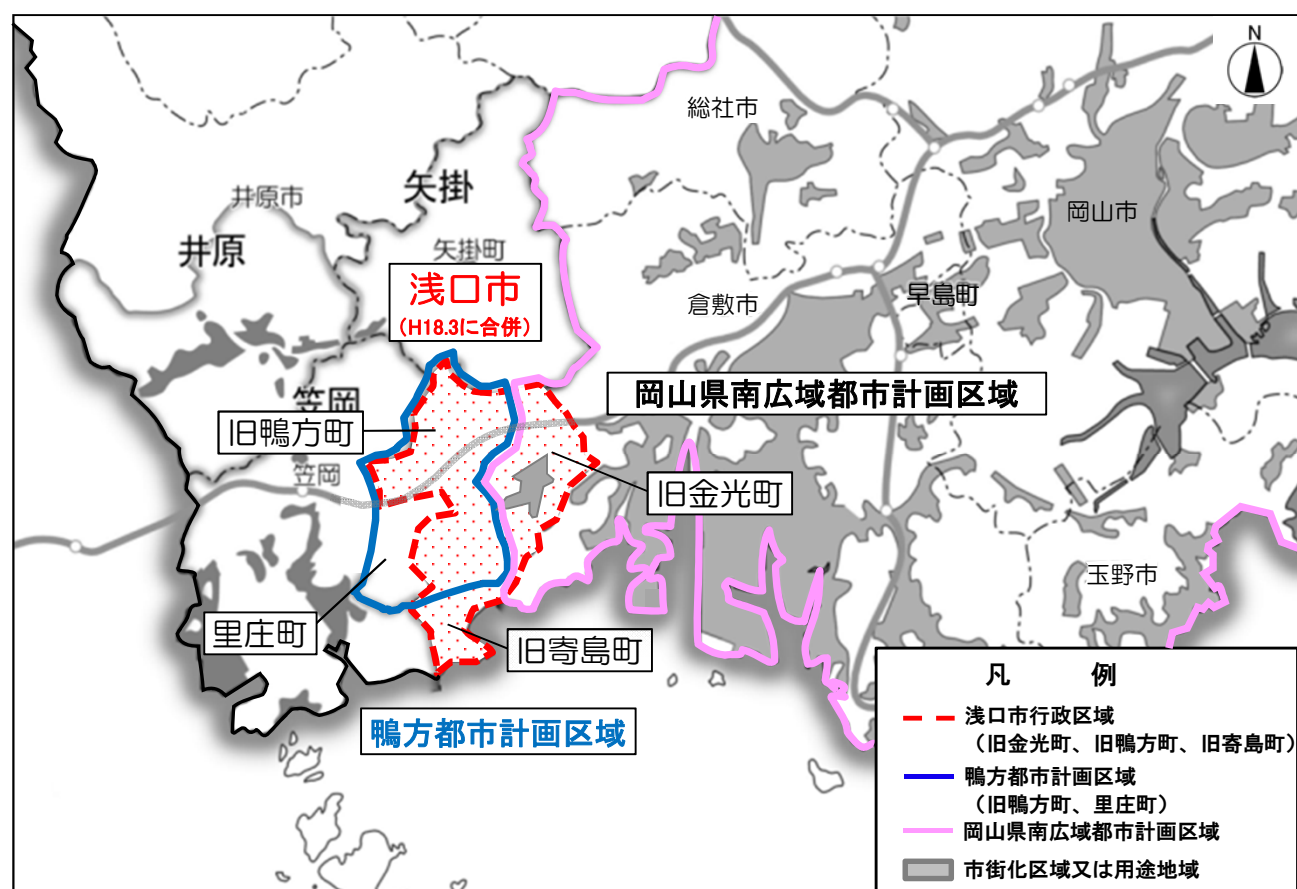 N
総社市
矢掛
井原市
岡山市
井原
矢掛町
浅口市
(H18.3に合併)
倉敷市
早島町
岡山県南広域都市計画区域
笠岡
旧鴨方町
笠岡
旧金光町
玉野市
里庄町
旧寄島町
鴨方都市計画区域
凡 例
浅口市行政区域
(旧金光町、旧鴨方町、旧寄島町)
鴨方都市計画区域
(旧鴨方町、里庄町)
岡山県南広域都市計画区域
市街化区域又は用途地域